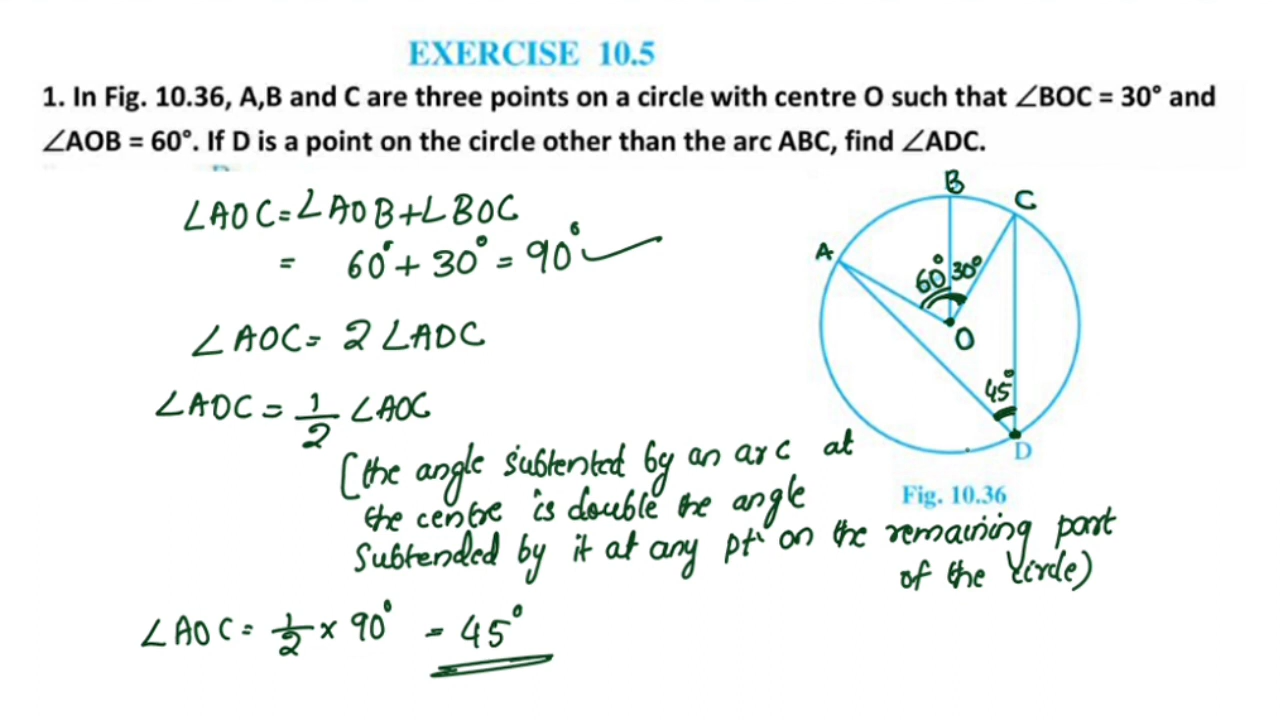 EXERCISE 10.5
1. In Fig. 10.36, A,B and C are three points on a circle with centre O such that ∠BOC = 30° and
∠AOB = 60°. If D is a point on the circle other than the arc ABC, find ∠ADC.
∠AOC=∠AOB+∠BOC
= 60°+ 30° = 90°
∠AOC= 2 ∠ADC
∠ADC = 1/2 ∠AOC
(the angle subtented by an arc at
the centre is double the angle
Subtended by it at any pt. on the remaining part
of the circle)
∠AOC = 1/2 × 90° = 45°
B
C
A
60° 30°
O
45°
D
Fig. 10.36